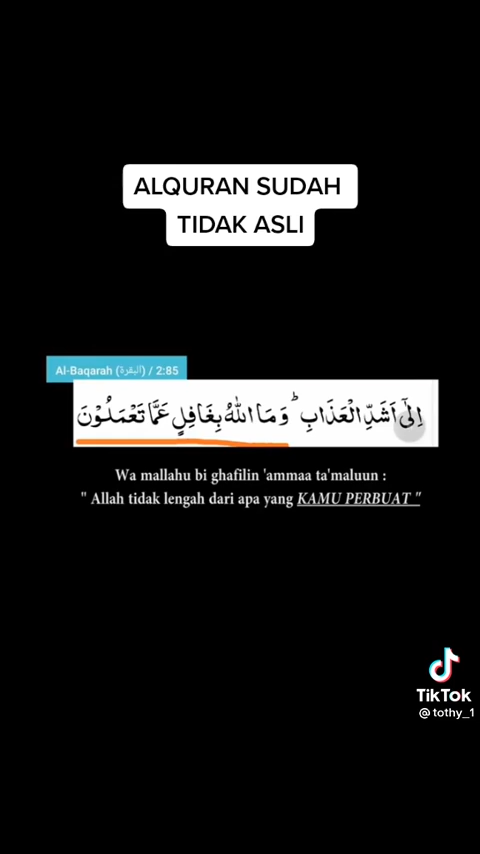 ALQURAN SUDAH
TIDAK ASLI
Al-Baqarah (البقرة) / 2:85
اِلٰٓى اَشَدِّ الْعَذَابِ ؕ وَمَا اللّٰهُ بِغَافِلٍ عَمَّا تَعْمَلُوْنَ
Wa mallahu bi ghafilin 'ammaa ta'maluun :
" Allah tidak lengah dari apa yang KAMU PERBUAT "
TikTok
@tothy_1